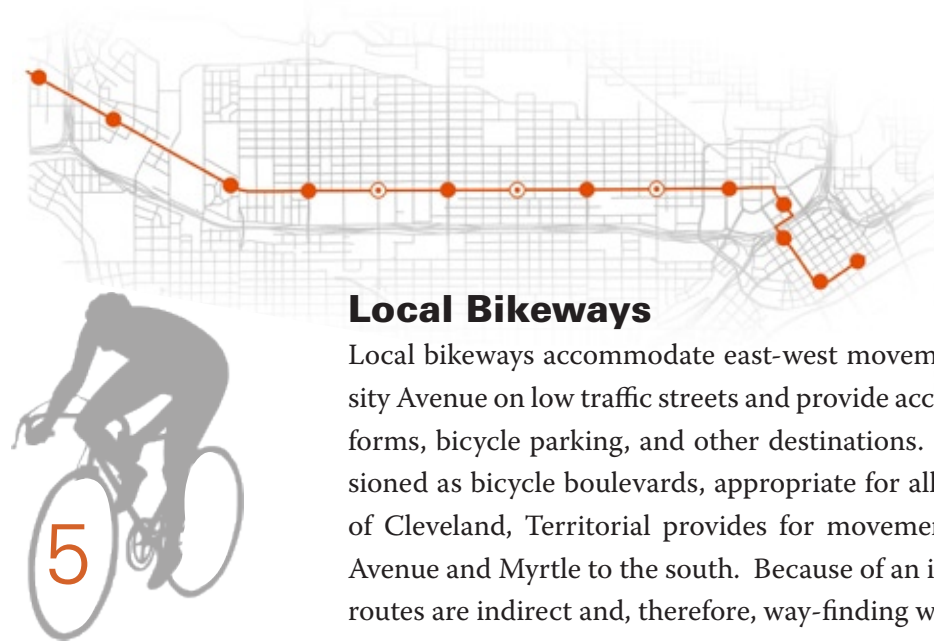 Local Bikeways
Local bikeways accommodate east-west movem
sity Avenue on low traffic streets and provide acc
forms, bicycle parking, and other destinations.
sioned as bicycle boulevards, appropriate for all
of Cleveland, Territorial provides for movemen
Avenue and Myrtle to the south. Because of an i
5
routes are indirect and, therefore, way-finding w